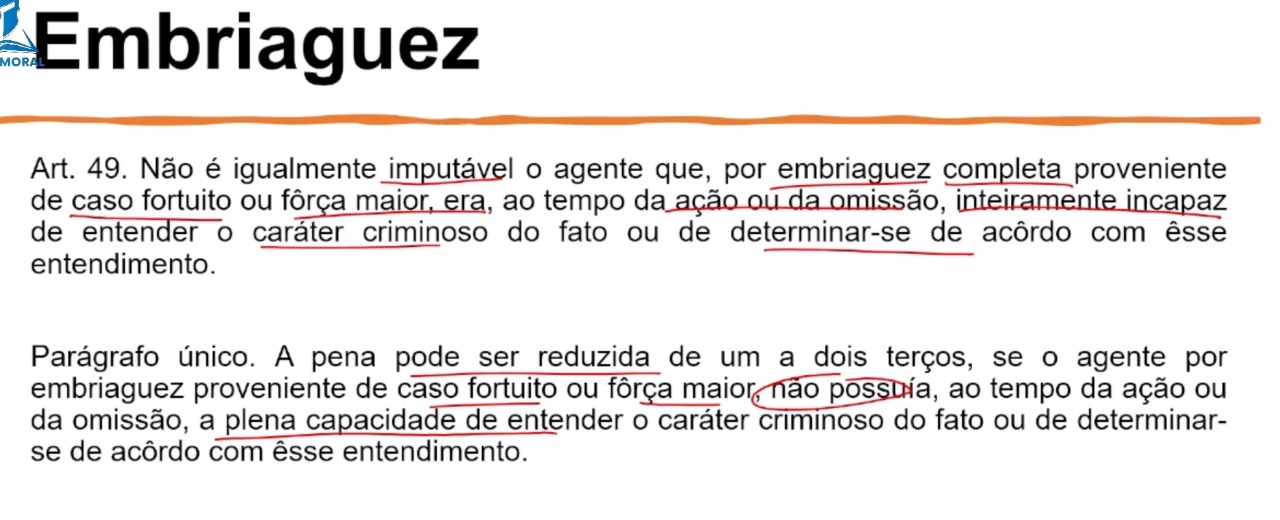 Embriaguez
MORAL
Art. 49. Não é igualmente imputável o agente que, por embriaguez completa proveniente
de caso fortuito ou fôrça maior, era, ao tempo da ação ou da omissão, inteiramente incapaz
de entender o caráter criminoso do fato ou de determinar-se de acôrdo com êsse
entendimento.
Parágrafo único. A pena pode ser reduzida de um a dois terços, se o agente por
embriaguez proveniente de caso fortuito ou fôrça maior, não possuía, ao tempo da ação ou
da omissão, a plena capacidade de entender o caráter criminoso do fato ou de determinar-
se de acôrdo com êsse entendimento.